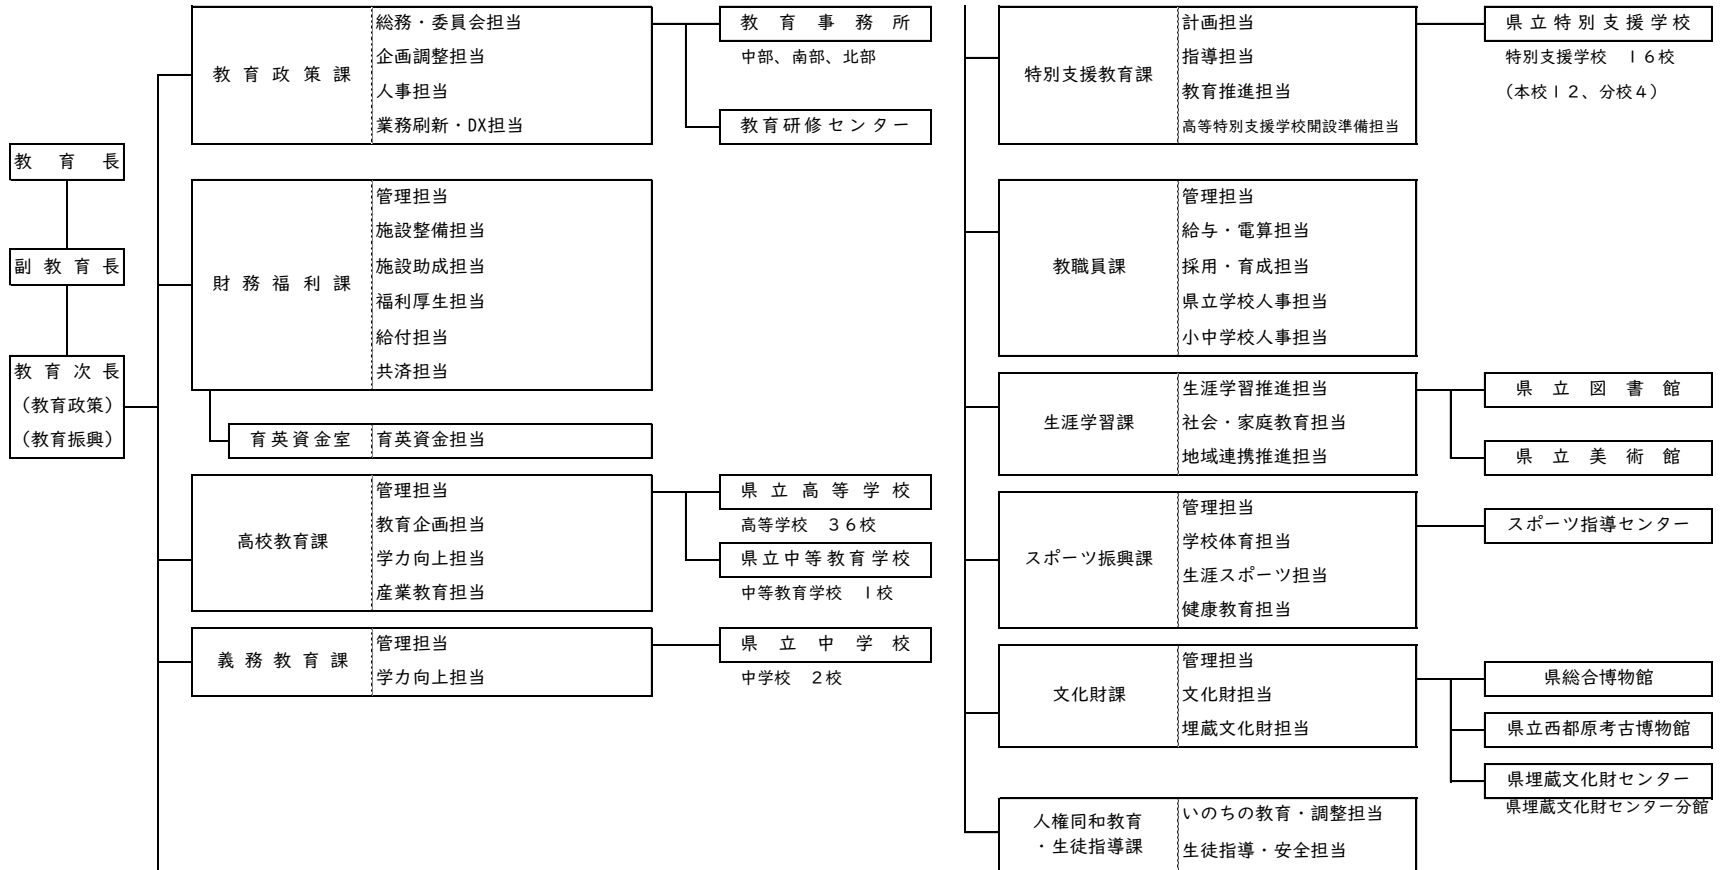 教育長
副教育長
教育次長
(教育政策)
(教育振興)
教育政策課
総務・委員会担当
企画調整担当
人事担当
業務刷新・DX担当
教育事務所
中部、南部、北部
教育研修センター
財務福利課
管理担当
施設整備担当
施設助成担当
福利厚生担当
給付担当
共済担当
育英資金室
育英資金担当
高校教育課
管理担当
教育企画担当
学力向上担当
産業教育担当
県立高等学校
高等学校 36校
県立中等教育学校
中等教育学校 1校
義務教育課
管理担当
学力向上担当
県立中学校
中学校 2校
特別支援教育課
計画担当
指導担当
教育推進担当
高等特別支援学校開設準備担当
県立特別支援学校
特別支援学校 16校
(本校12、分校4)
教職員課
管理担当
給与・電算担当
採用・育成担当
県立学校人事担当
小中学校人事担当
生涯学習課
生涯学習推進担当
社会・家庭教育担当
地域連携推進担当
県立図書館
県立美術館
スポーツ振興課
管理担当
学校体育担当
生涯スポーツ担当
健康教育担当
スポーツ指導センター
文化財課
管理担当
文化財担当
埋蔵文化財担当
県総合博物館
県立西都原考古博物館
県埋蔵文化財センター
県埋蔵文化財センター分館
人権同和教育
・生徒指導課
いのちの教育・調整担当
生徒指導・安全担当